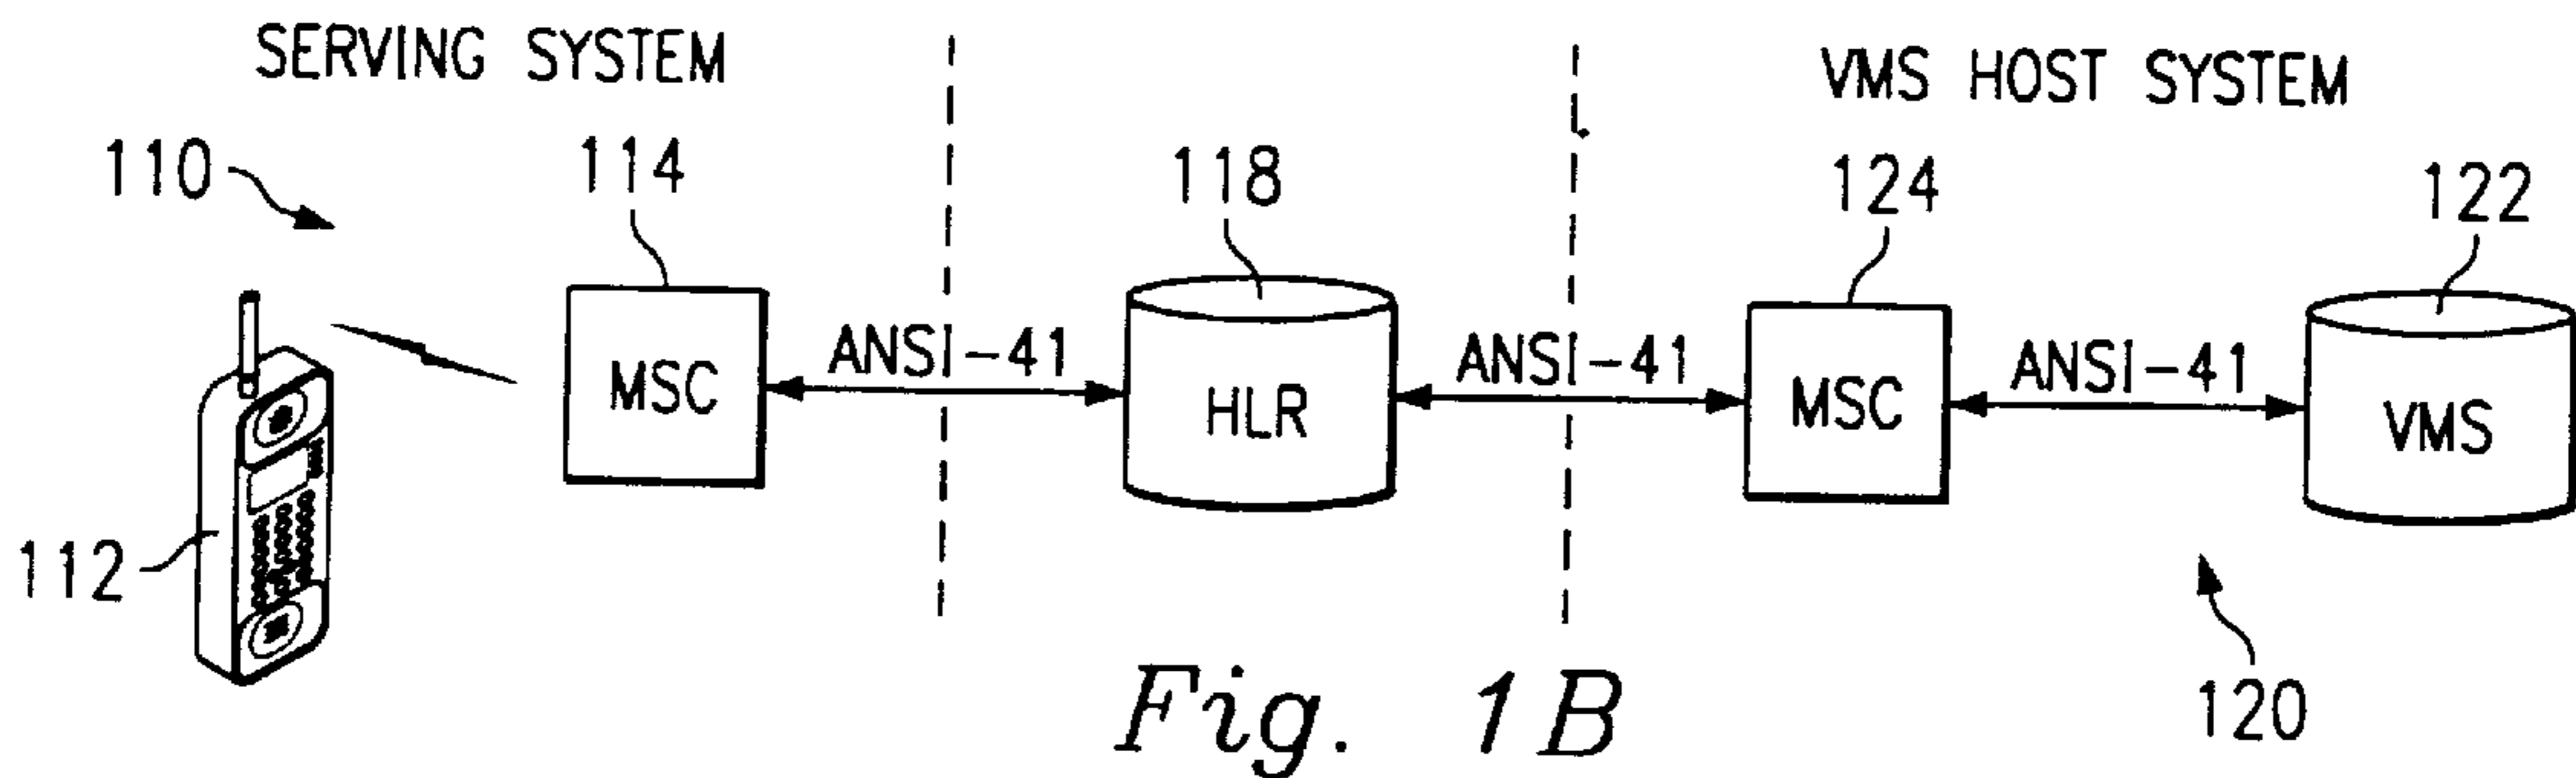 SERVING SYSTEM
VMS HOST SYSTEM
110
114
118
124
122
MSC
ANSI-41
HLR
ANSI-41
MSC
ANSI-41
VMS
112
120
Fig. 1B